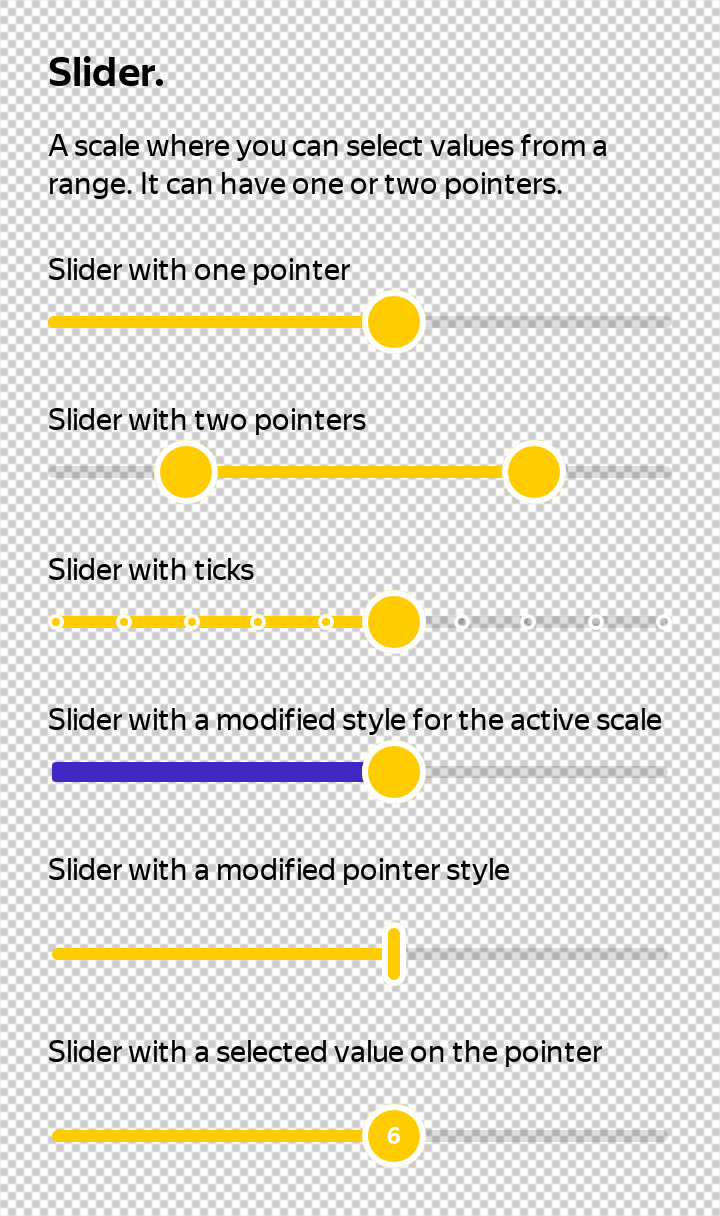 Slider.
A scale where you can select values from a
range. It can have one or two pointers.
Slider with one pointer
Slider with two pointers
Slider with ticks
Slider with a modified style for the active scale
Slider with a modified pointer style
Slider with a selected value on the pointer
6